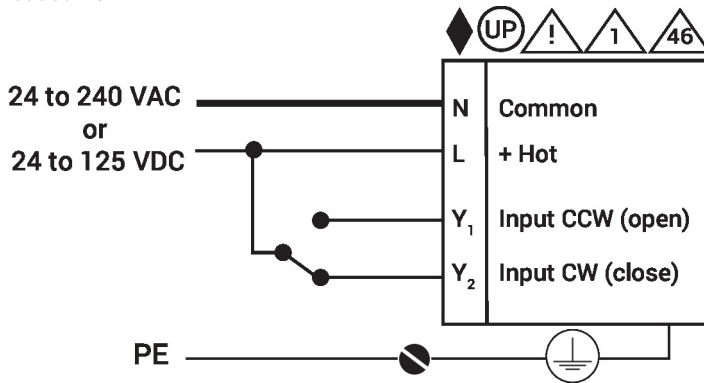 UP ! 1 46
24 to 240 VAC
or
24 to 125 VDC
N Common
L + Hot
Y₁ Input CCW (open)
Y₂ Input CW (close)
PE